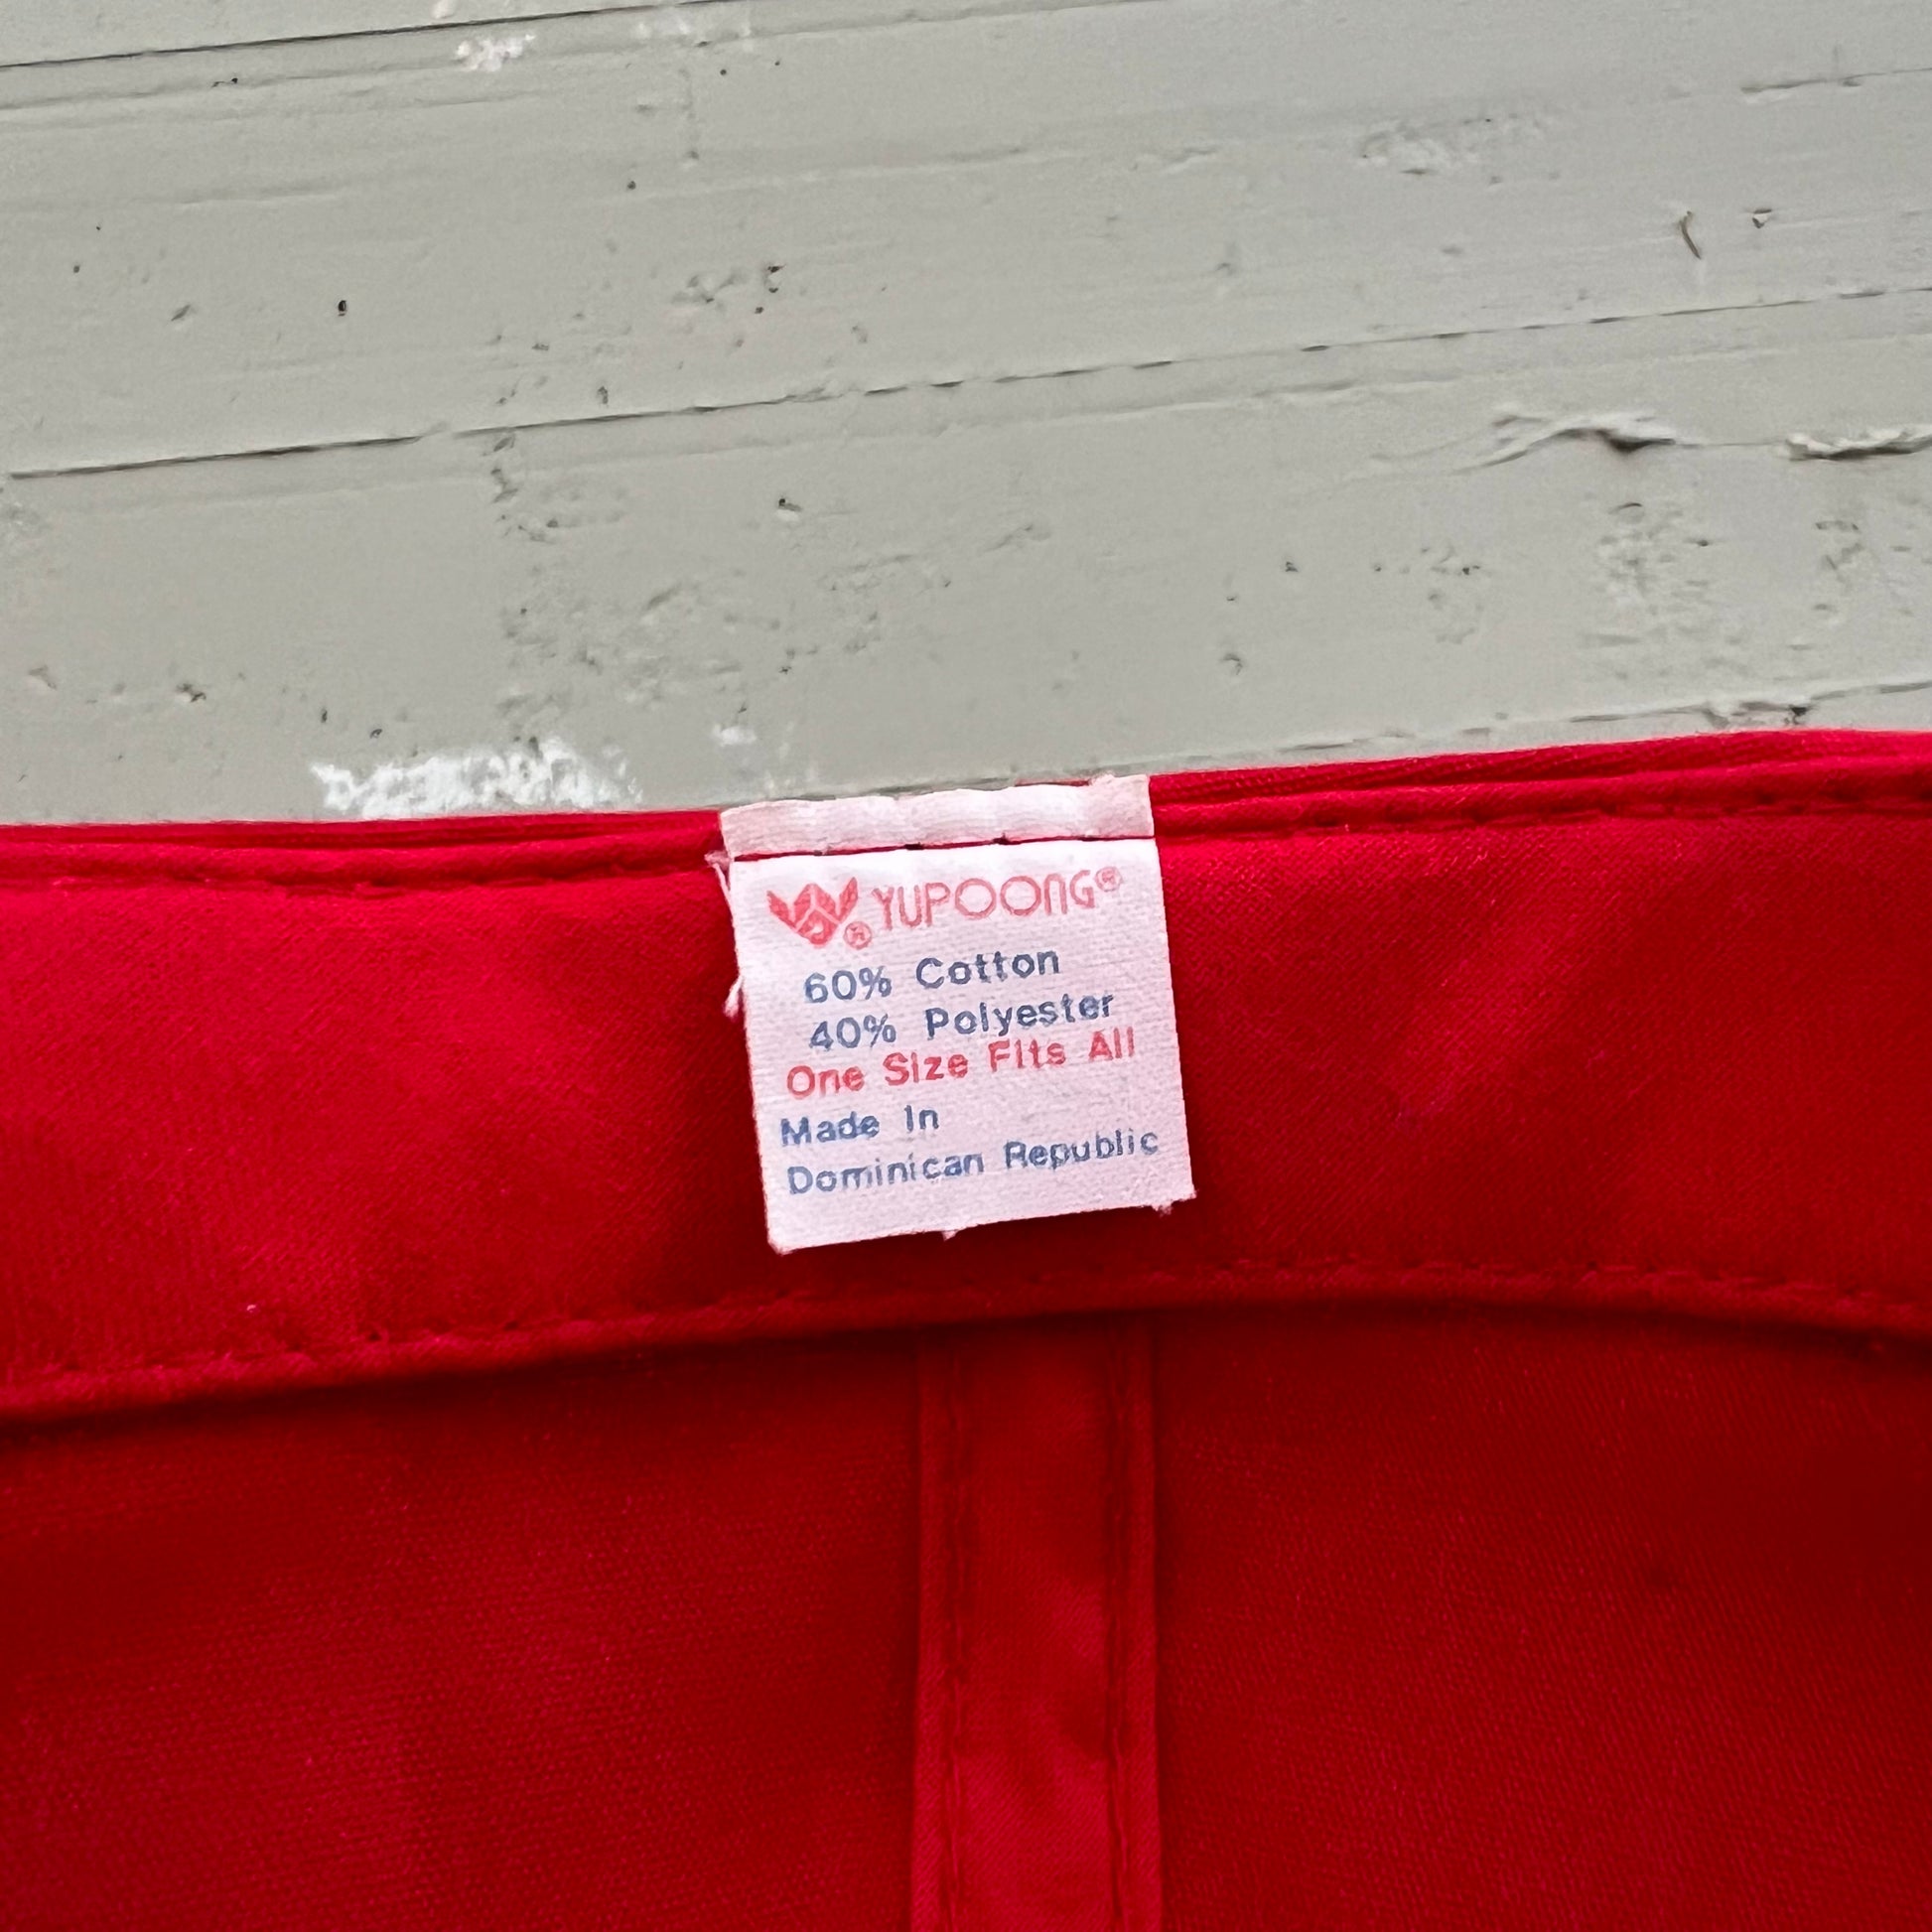 YUPOONG®
®
60% Cotton
40% Polyester
One Size Fits All
Made In
Dominican Republic